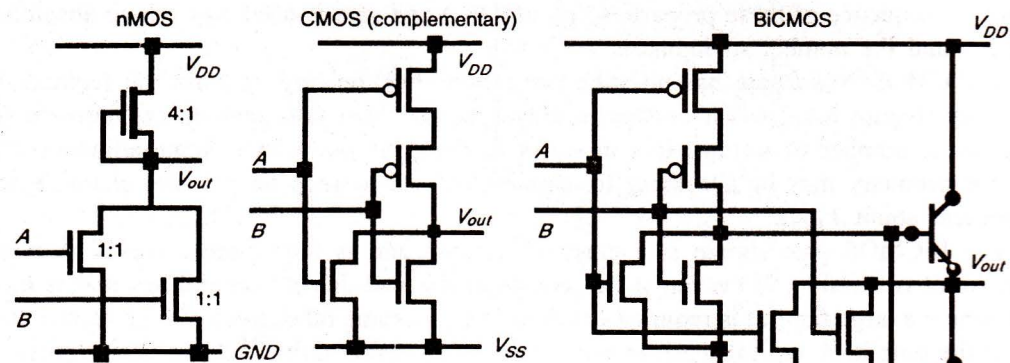 nMOS
CMOS (complementary)
BiCMOS
V_DD
V_DD
V_DD
4:1
V_out
A
1:1
B
1:1
GND
A
B
V_out
V_SS
A
B
V_out